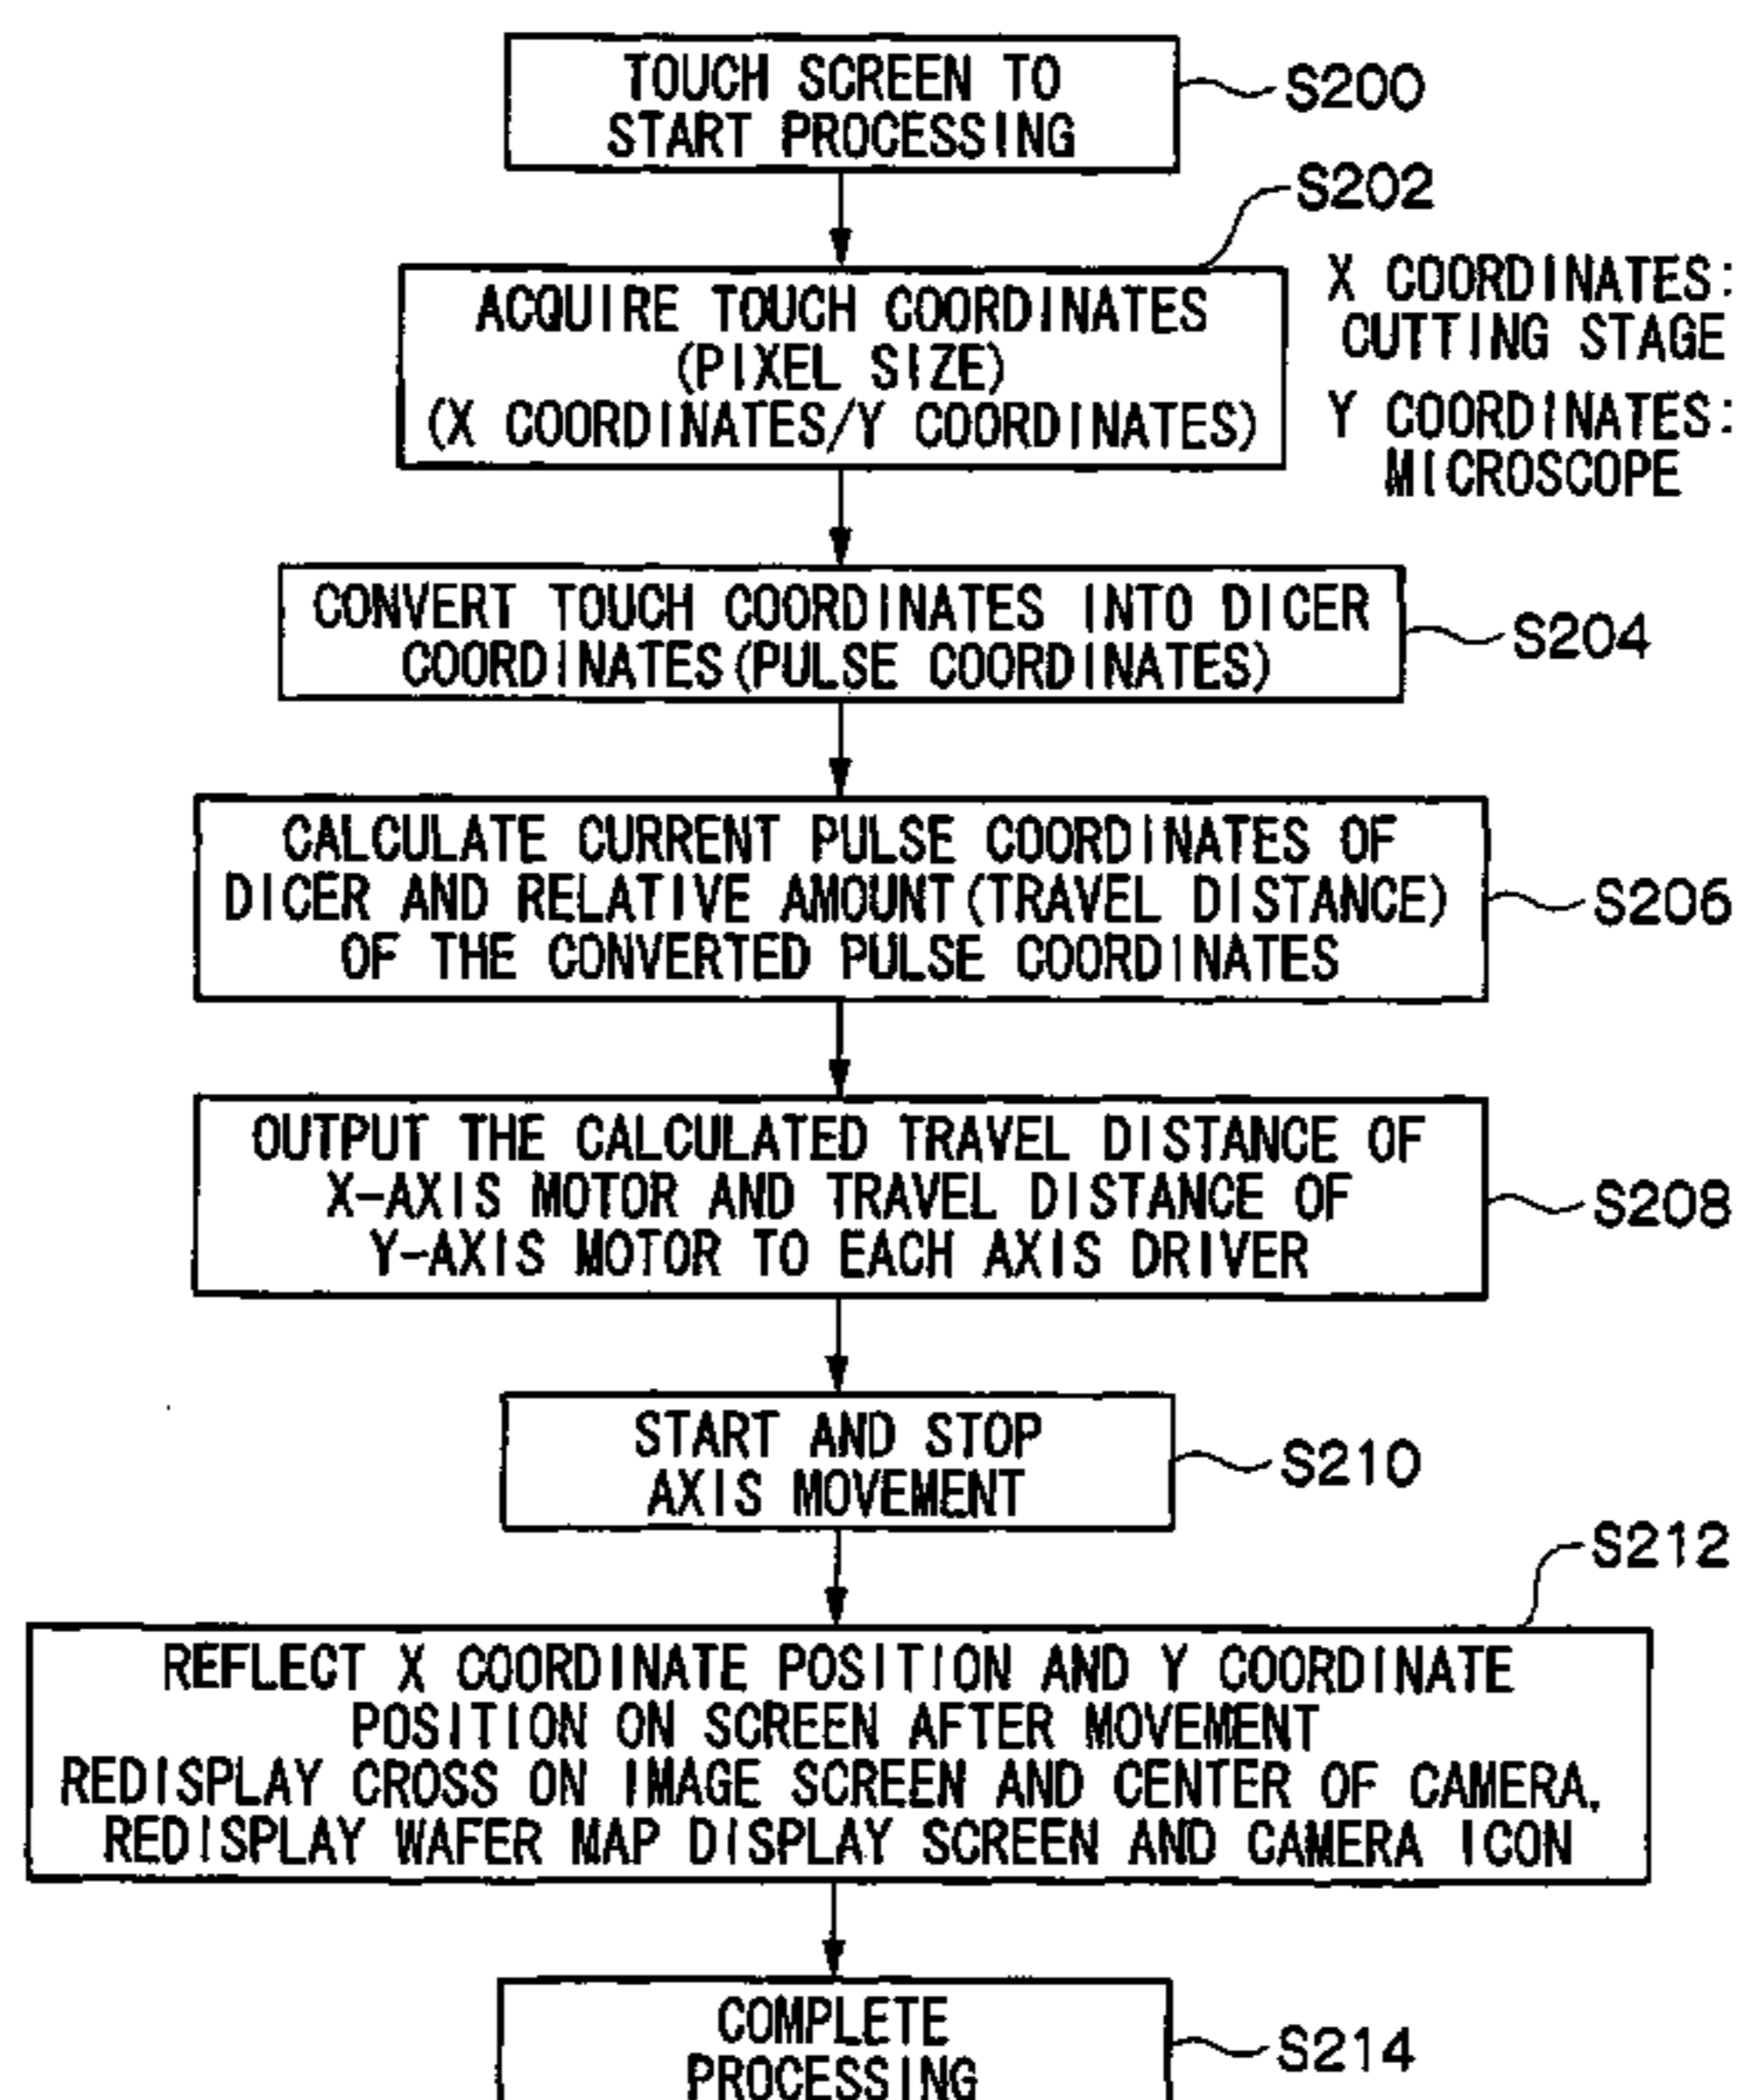 TOUCH SCREEN TO
START PROCESSING
S200
S202
ACQUIRE TOUCH COORDINATES
(PIXEL SIZE)
(X COORDINATES/Y COORDINATES)
X COORDINATES:
CUTTING STAGE
Y COORDINATES:
MICROSCOPE
CONVERT TOUCH COORDINATES INTO DICER
COORDINATES(PULSE COORDINATES)
S204
CALCULATE CURRENT PULSE COORDINATES OF
DICER AND RELATIVE AMOUNT(TRAVEL DISTANCE)
OF THE CONVERTED PULSE COORDINATES
S206
OUTPUT THE CALCULATED TRAVEL DISTANCE OF
X-AXIS MOTOR AND TRAVEL DISTANCE OF
Y-AXIS MOTOR TO EACH AXIS DRIVER
S208
START AND STOP
AXIS MOVEMENT
S210
S212
REFLECT X COORDINATE POSITION AND Y COORDINATE
POSITION ON SCREEN AFTER MOVEMENT
REDISPLAY CROSS ON IMAGE SCREEN AND CENTER OF CAMERA,
REDISPLAY WAFER MAP DISPLAY SCREEN AND CAMERA ICON
COMPLETE
PROCESSING
S214